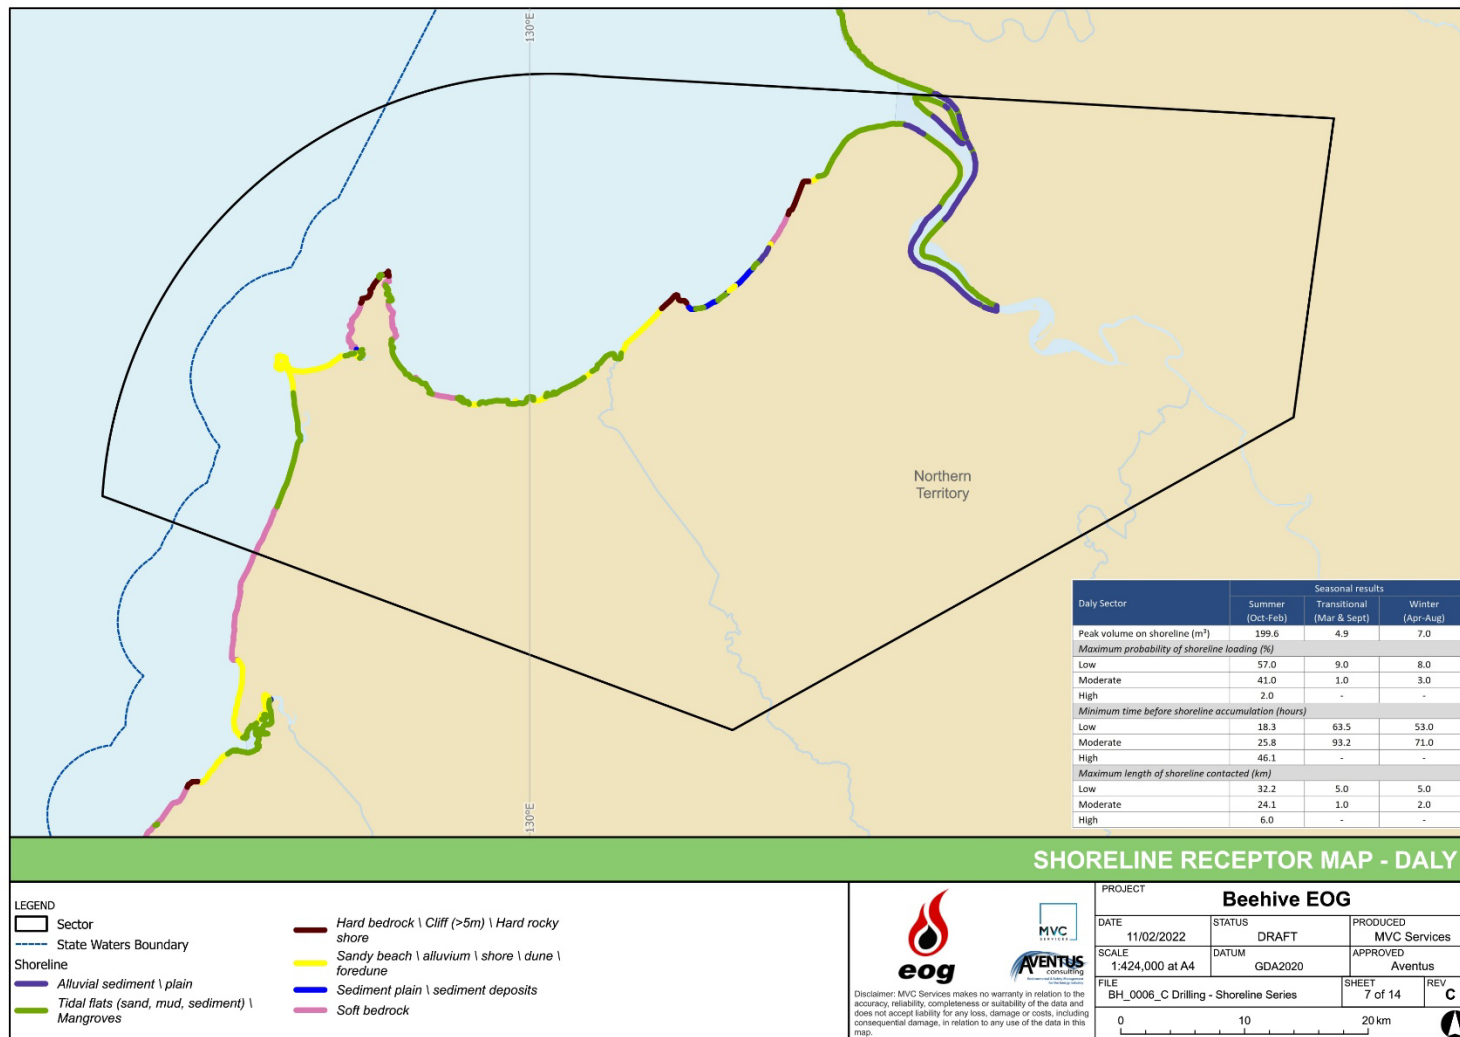 130°E
Northern
Territory
130°E
Daly Sector
Seasonal results
Summer
(Oct-Feb)
Transitional
(Mar & Sept)
Winter
(Apr-Aug)
Peak volume on shoreline (m³) 199.6 4.9 7.0
Maximum probability of shoreline loading (%)
Low 57.0 9.0 8.0
Moderate 41.0 1.0 3.0
High 2.0 - -
Minimum time before shoreline accumulation (hours)
Low 18.3 63.5 53.0
Moderate 25.8 93.2 71.0
High 46.1 - -
Maximum length of shoreline contacted (km)
Low 32.2 5.0 5.0
Moderate 24.1 1.0 2.0
High 6.0 - -
SHORELINE RECEPTOR MAP - DALY
LEGEND
Sector
State Waters Boundary
Shoreline
Alluvial sediment \ plain
Tidal flats (sand, mud, sediment) \
Mangroves
Hard bedrock \ Cliff (>5m) \ Hard rocky
shore
Sandy beach \ alluvium \ shore \ dune \
foredune
Sediment plain \ sediment deposits
Soft bedrock
eog
MVC
SERVICES
AVENTUS
consulting
Disclaimer: MVC Services makes no warranty in relation to the
accuracy, reliability, completeness or suitability of the data and
does not accept liability for any loss, damage or costs, including
consequential damage, in relation to any use of the data in this
map.
PROJECT
Beehive EOG
DATE
11/02/2022
STATUS
DRAFT
PRODUCED
MVC Services
SCALE
1:424,000 at A4
DATUM
GDA2020
APPROVED
Aventus
FILE
BH_0006_C Drilling - Shoreline Series
SHEET
7 of 14
REV
C
0 10 20 km